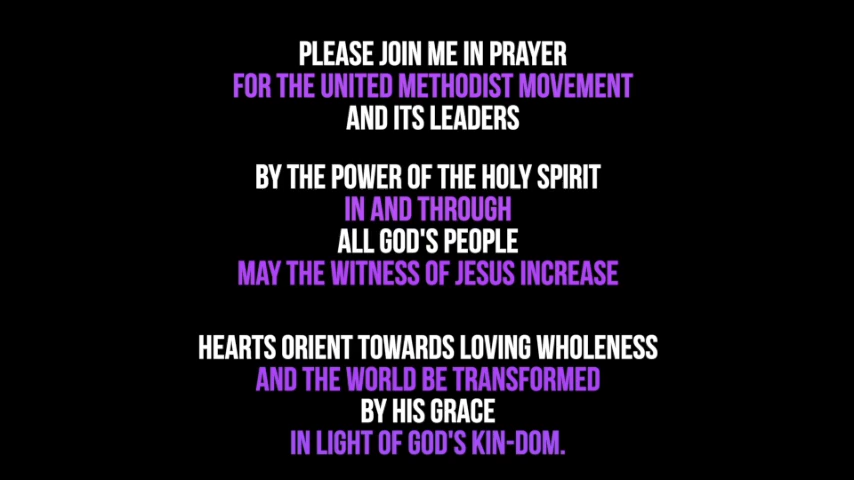 PLEASE JOIN ME IN PRAYER
FOR THE UNITED METHODIST MOVEMENT
AND ITS LEADERS
BY THE POWER OF THE HOLY SPIRIT
IN AND THROUGH
ALL GOD'S PEOPLE
MAY THE WITNESS OF JESUS INCREASE
HEARTS ORIENT TOWARDS LOVING WHOLENESS
AND THE WORLD BE TRANSFORMED
BY HIS GRACE
IN LIGHT OF GOD'S KIN-DOM.